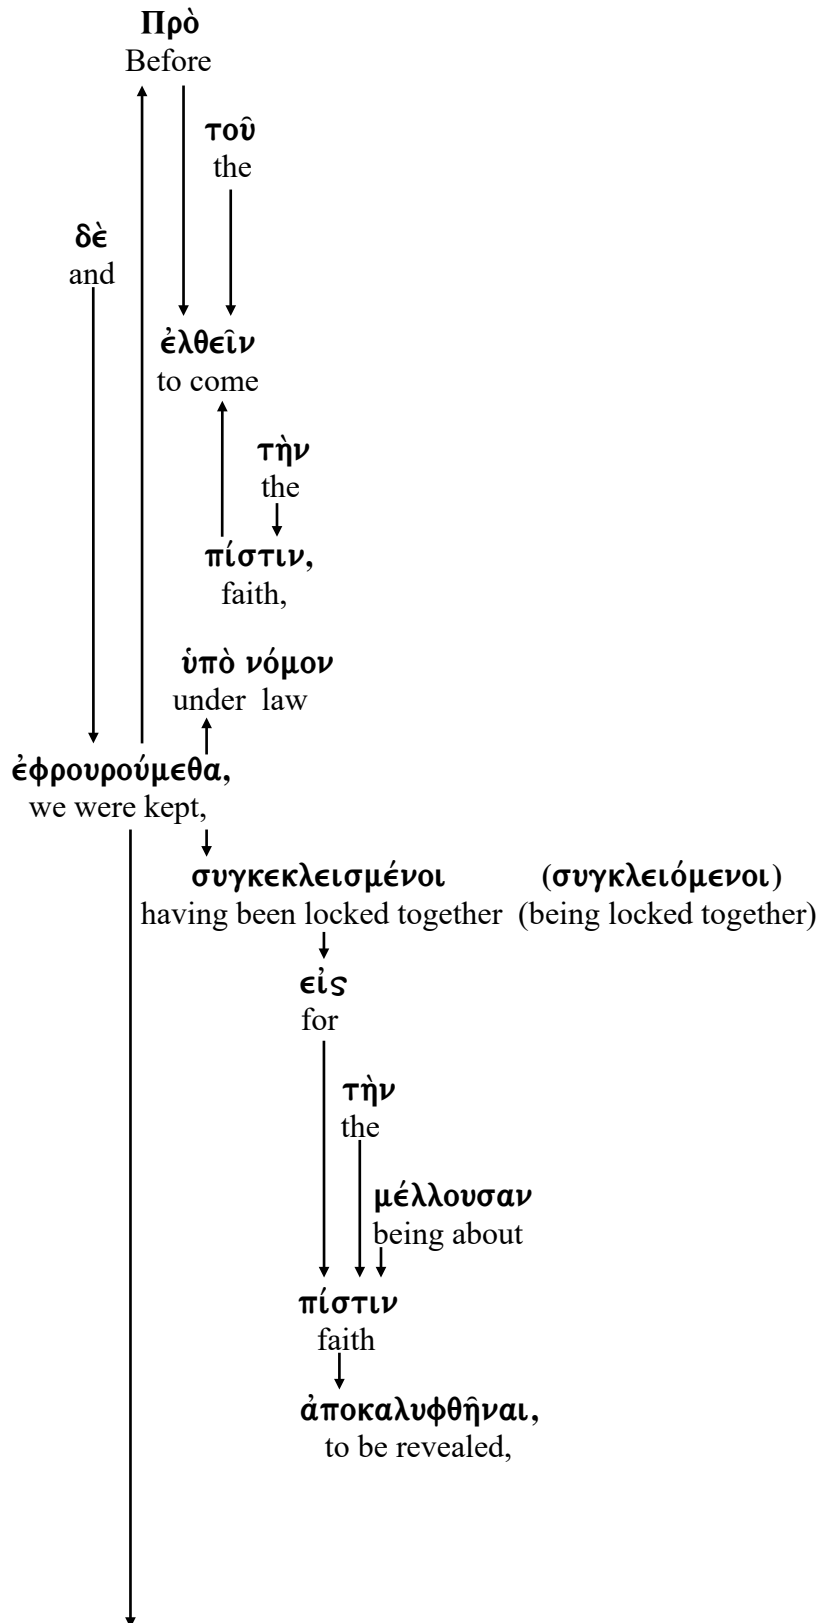 Πρὸ
Before
τοῦ
the
δὲ
and
ἐλθεῖν
to come
τὴν
the
πίστιν,
faith,
ὑπὸ νόμον
under law
ἐφρουρούμεθα,
we were kept,
συγκεκλεισμένοι (συγκλειόμενοι)
having been locked together (being locked together)
εἰς
for
τὴν
the
μέλλουσαν
being about
πίστιν
faith
ἀποκαλυφθῆναι,
to be revealed,